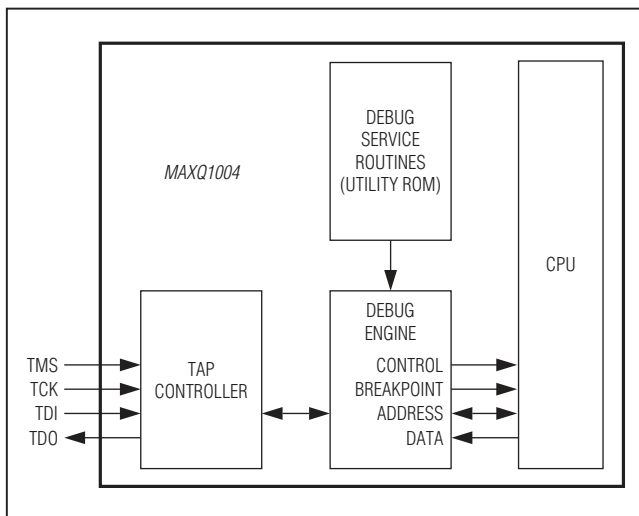 DEBUG
SERVICE
ROUTINES
(UTILITY ROM)
MAXQ1004
CPU
DEBUG
ENGINE
TMS
TCK
TDI
TDO
TAP
CONTROLLER
CONTROL
BREAKPOINT
ADDRESS
DATA